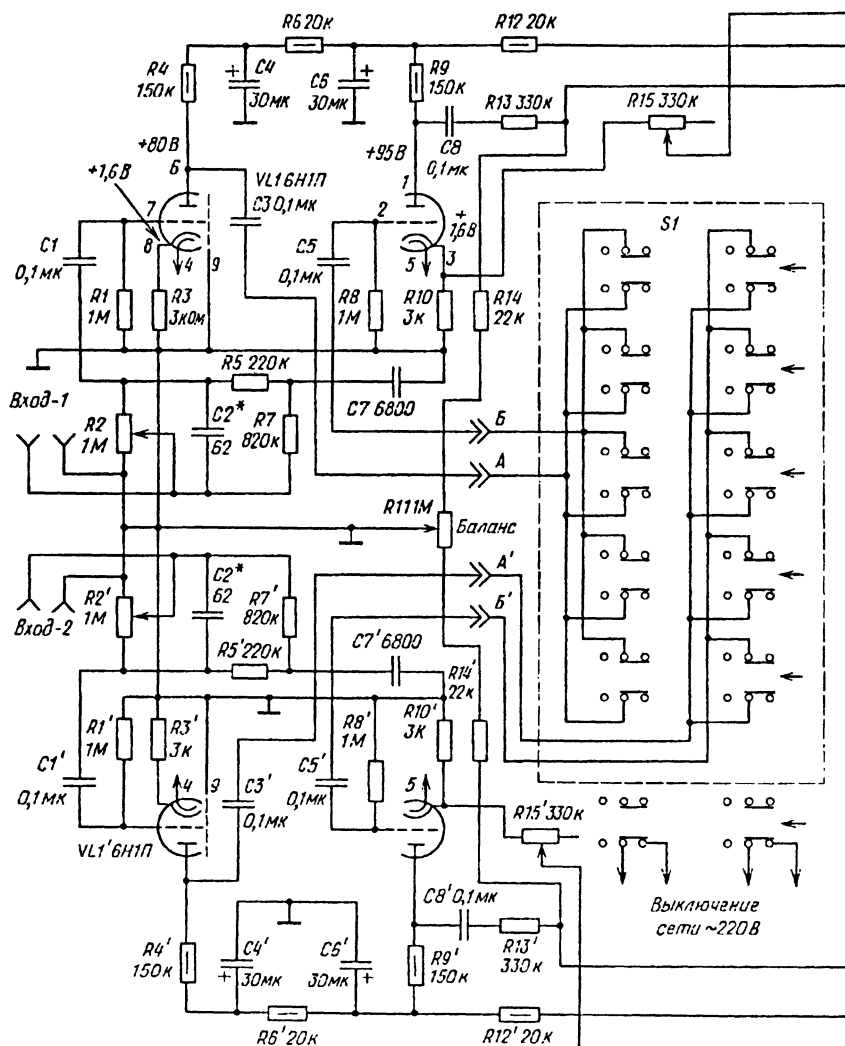 R6 20к
R12 20к
R4
150к
C4
30мк
C6
30мк
R9
150к
R13 330к
R15 330к
+80В
6
+95В
1
C8
0,1мк
+1,6В
VL1 6Н1П
C3 0,1мк
7
8
4
9
2
+
1,6В
5
3
S1
C1
0,1мк
R1
1М
R3
3кОм
C5
0,1мк
R8
1М
R10
3к
R14
22к
R5 220к
C7 6800
Вход-1
R2
1М
C2*
62
R7
820к
Б
А
R11 1М
Баланс
А'
Б'
Вход-2
R2'
1М
C2*
62
R7'
820к
R5' 220к
C7' 6800
R14'
22к
R1'
1М
R3'
3к
R8'
1М
R10'
3к
C1'
0,1мк
4
9
C3'
0,1мк
C5'
0,1мк
5
R15' 330к
VL1' 6Н1П
C8' 0,1мк
Выключение
сети ~220В
R4'
150к
C4'
30мк
C6'
30мк
R9'
150к
R13'
330к
R6' 20к
R12' 20к